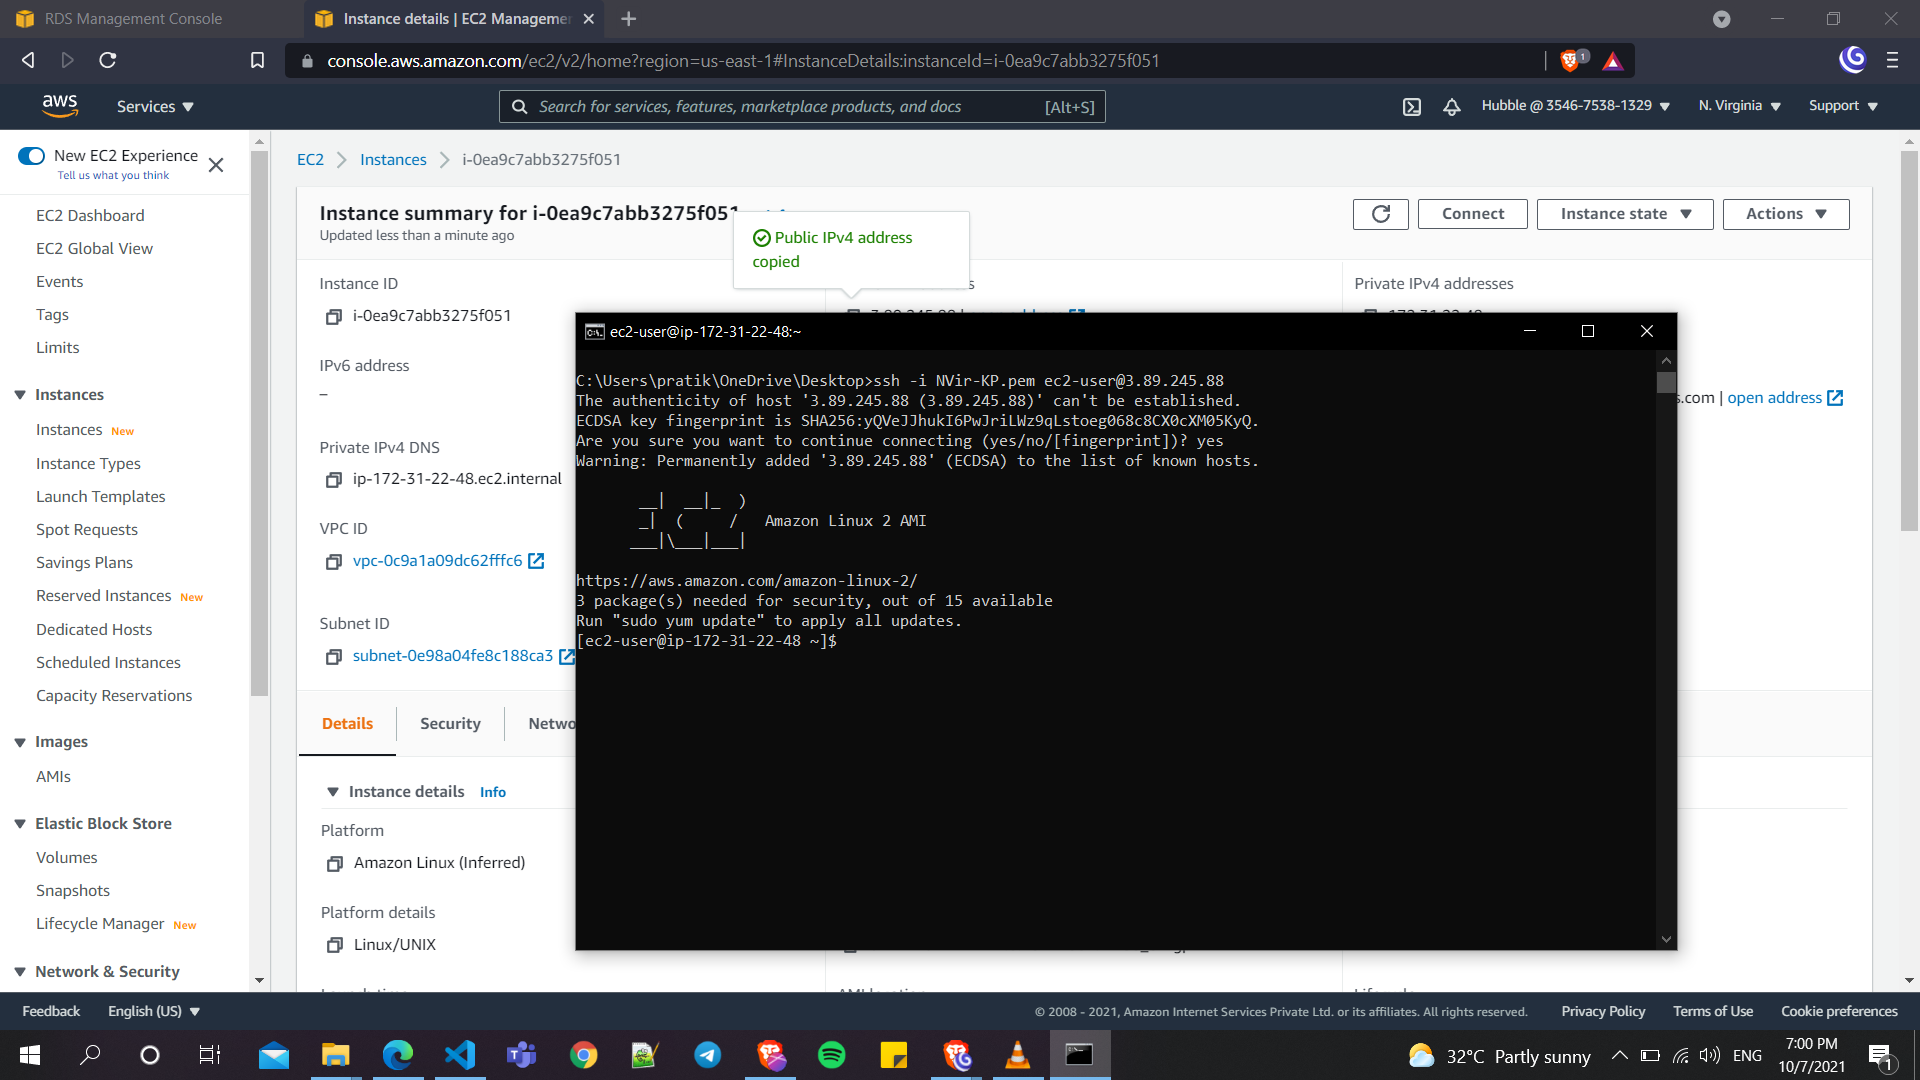 RDS Management Console
Instance details | EC2 Manageme
console.aws.amazon.com/ec2/v2/home?region=us-east-1#InstanceDetails:instanceId=i-0ea9c7abb3275f051
1
aws
Services
Search for services, features, marketplace products, and docs
[Alt+S]
Hubble @ 3546-7538-1329
N. Virginia
Support
New EC2 Experience
Tell us what you think
EC2 Dashboard
EC2 Global View
Events
Tags
Limits
Instances
Instances New
Instance Types
Launch Templates
Spot Requests
Savings Plans
Reserved Instances New
Dedicated Hosts
Scheduled Instances
Capacity Reservations
Images
AMIs
Elastic Block Store
Volumes
Snapshots
Lifecycle Manager New
Network & Security
EC2 > Instances > i-0ea9c7abb3275f051
Instance summary for i-0ea9c7abb3275f051
Updated less than a minute ago
Connect
Instance state
Actions
Public IPv4 address
copied
Instance ID
i-0ea9c7abb3275f051
Private IPv4 addresses
IPv6 address
–
s.com | open address
Private IPv4 DNS
ip-172-31-22-48.ec2.internal
VPC ID
vpc-0c9a1a09dc62fffc6
Subnet ID
subnet-0e98a04fe8c188ca3
Details
Security
Netwo
Instance details Info
Platform
Amazon Linux (Inferred)
Platform details
Linux/UNIX
ec2-user@ip-172-31-22-48:~
C:\Users\pratik\OneDrive\Desktop>ssh -i NVir-KP.pem ec2-user@3.89.245.88
The authenticity of host '3.89.245.88 (3.89.245.88)' can't be established.
ECDSA key fingerprint is SHA256:yQVeJJhukI6PwJriLWz9qLstoeg068c8CX0cXM05KyQ.
Are you sure you want to continue connecting (yes/no/[fingerprint])? yes
Warning: Permanently added '3.89.245.88' (ECDSA) to the list of known hosts.
__|  __|_  )
_|  (     /   Amazon Linux 2 AMI
___|\___|___|
https://aws.amazon.com/amazon-linux-2/
3 package(s) needed for security, out of 15 available
Run "sudo yum update" to apply all updates.
[ec2-user@ip-172-31-22-48 ~]$
Feedback
English (US)
© 2008 - 2021, Amazon Internet Services Private Ltd. or its affiliates. All rights reserved.
Privacy Policy
Terms of Use
Cookie preferences
32°C Partly sunny
ENG
7:00 PM
10/7/2021
1